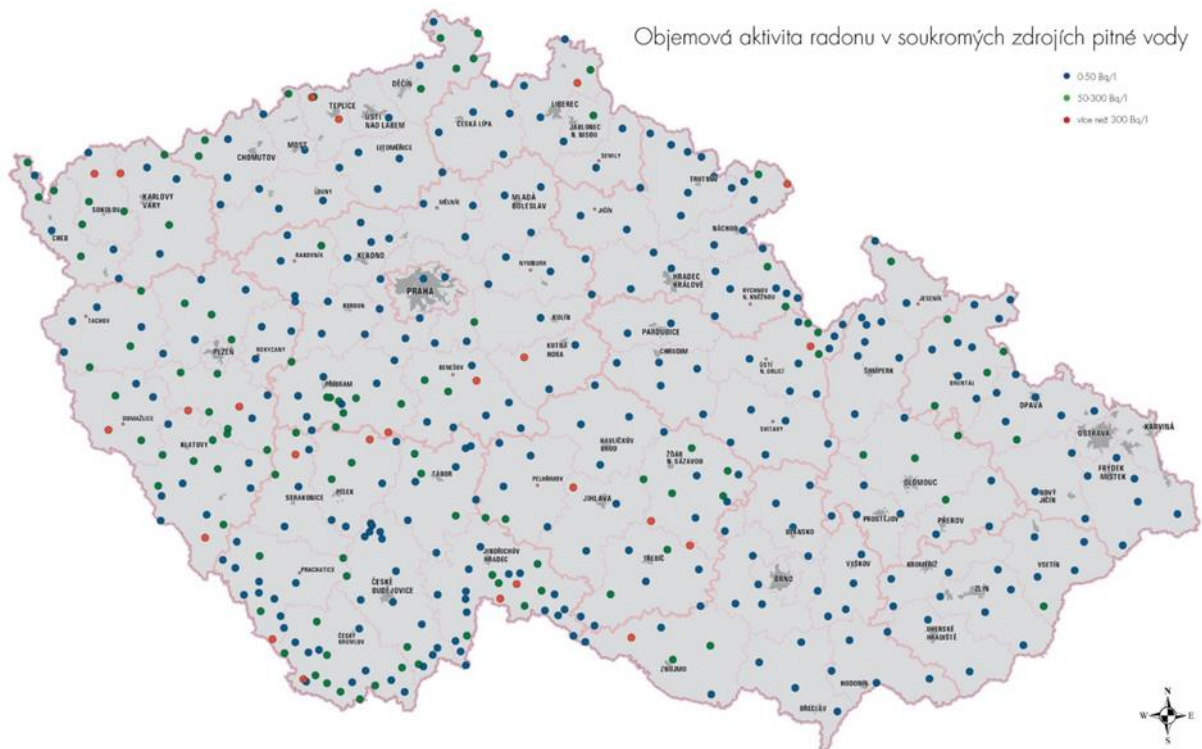 Objemová aktivita radonu v soukromých zdrojích pitné vody
0-50 Bq/l
50-300 Bq/l
více než 300 Bq/l
DĚČÍN
TEPLICE
ÚSTÍ
NAD LABEM
LIBEREC
ČESKÁ LÍPA
JABLONEC
N. NISOU
MOST
CHOMUTOV
LITOMĚŘICE
SEMILY
TRUTNOV
LOUNY
KARLOVY
VARY
SOKOLOV
MĚLNÍK
MLADÁ
BOLESLAV
JIČÍN
CHEB
NÁCHOD
RAKOVNÍK
KLADNO
NYMBURK
HRADEC
KRÁLOVÉ
PRAHA
RYCHNOV
N. KNĚŽNOU
JESENÍK
BEROUN
TACHOV
KOLÍN
PARDUBICE
PLZEŇ
ROKYCANY
KUTNÁ
HORA
CHRUDIM
ÚSTÍ
N. ORLICÍ
ŠUMPERK
BENEŠOV
PŘÍBRAM
BRUNTÁL
OPAVA
DOMAŽLICE
SVITAVY
KARVINÁ
OSTRAVA
KLATOVY
HAVLÍČKŮV
BROD
ŽĎÁR
N. SÁZAVOU
FRÝDEK
MÍSTEK
TÁBOR
PELHŘIMOV
OLOMOUC
STRAKONICE
PÍSEK
JIHLAVA
NOVÝ
JIČÍN
PROSTĚJOV
PŘEROV
BLANSKO
JINDŘICHŮV
HRADEC
TŘEBÍČ
VYŠKOV
KROMĚŘÍŽ
VSETÍN
PRACHATICE
BRNO
ČESKÉ
BUDĚJOVICE
ZLÍN
UHERSKÉ
HRADIŠTĚ
ČESKÝ
KRUMLOV
ZNOJMO
HODONÍN
BŘECLAV
N
W
E
S